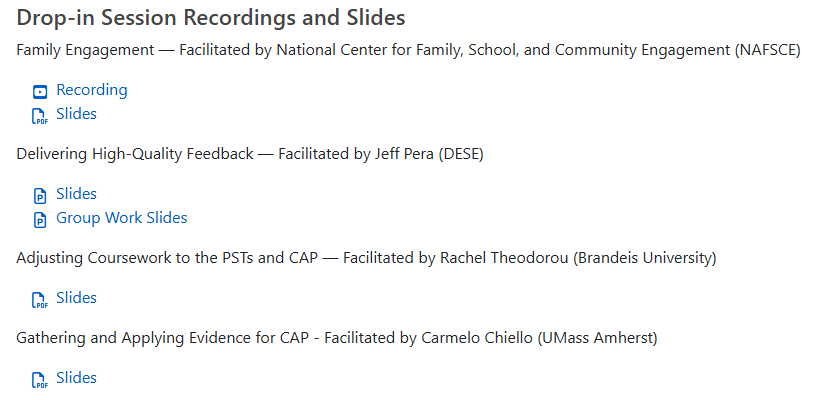 Drop-in Session Recordings and Slides
Family Engagement — Facilitated by National Center for Family, School, and Community Engagement (NAFSCE)
Recording
PDF Slides
Delivering High-Quality Feedback — Facilitated by Jeff Pera (DESE)
P Slides
P Group Work Slides
Adjusting Coursework to the PSTs and CAP — Facilitated by Rachel Theodorou (Brandeis University)
PDF Slides
Gathering and Applying Evidence for CAP - Facilitated by Carmelo Chiello (UMass Amherst)
PDF Slides